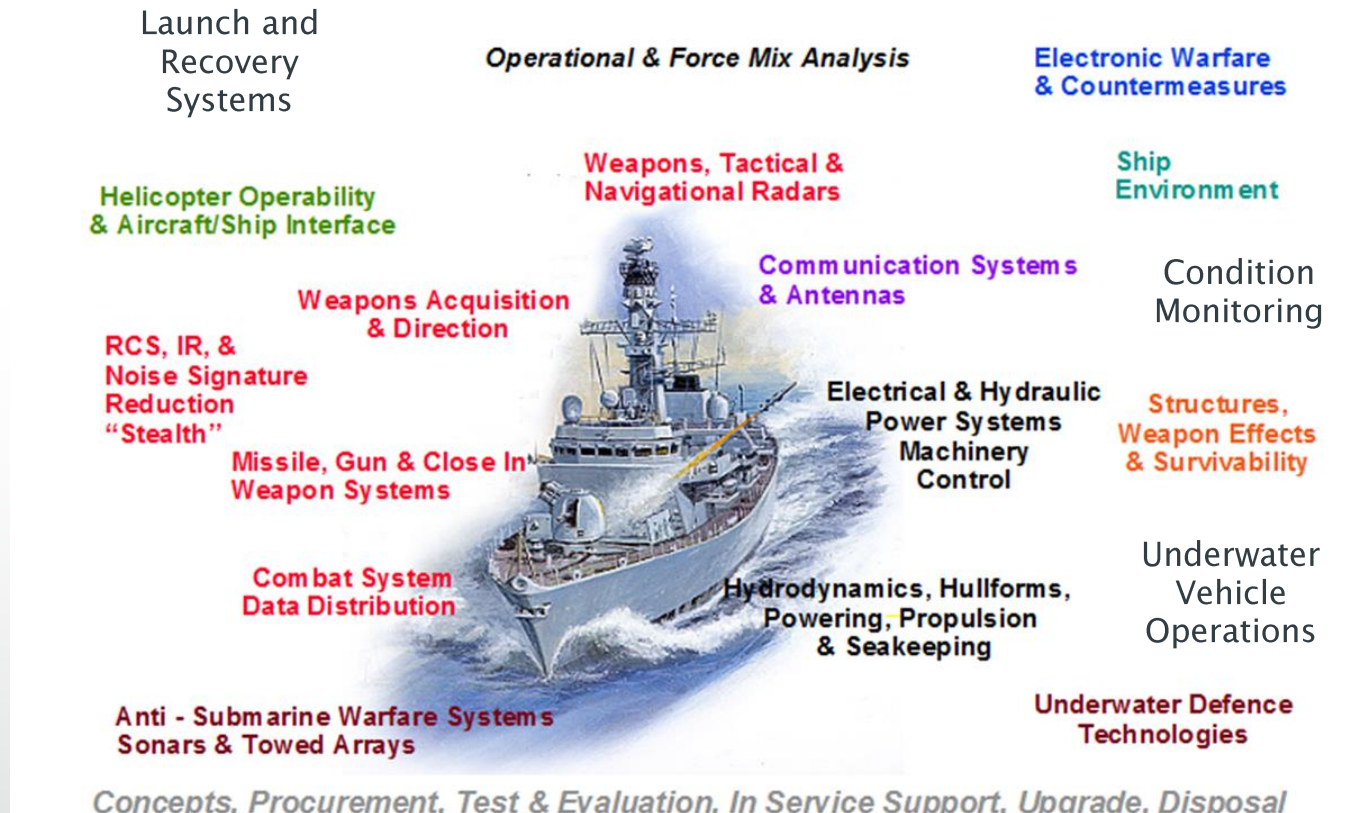 Launch and
Recovery
Systems
Operational & Force Mix Analysis
Electronic Warfare
& Countermeasures
Weapons, Tactical &
Navigational Radars
Ship
Environment
Helicopter Operability
& Aircraft/Ship Interface
Communication Systems
& Antennas
Condition
Monitoring
Weapons Acquisition
& Direction
RCS, IR, &
Noise Signature
Reduction
“Stealth”
Electrical & Hydraulic
Power Systems
Machinery
Control
Structures,
Weapon Effects
& Survivability
Missile, Gun & Close In
Weapon Systems
Underwater
Vehicle
Operations
Combat System
Data Distribution
Hydrodynamics, Hullforms,
Powering, Propulsion
& Seakeeping
Anti - Submarine Warfare Systems
Sonars & Towed Arrays
Underwater Defence
Technologies
Concepts, Procurement, Test & Evaluation, In Service Support, Upgrade, Disposal